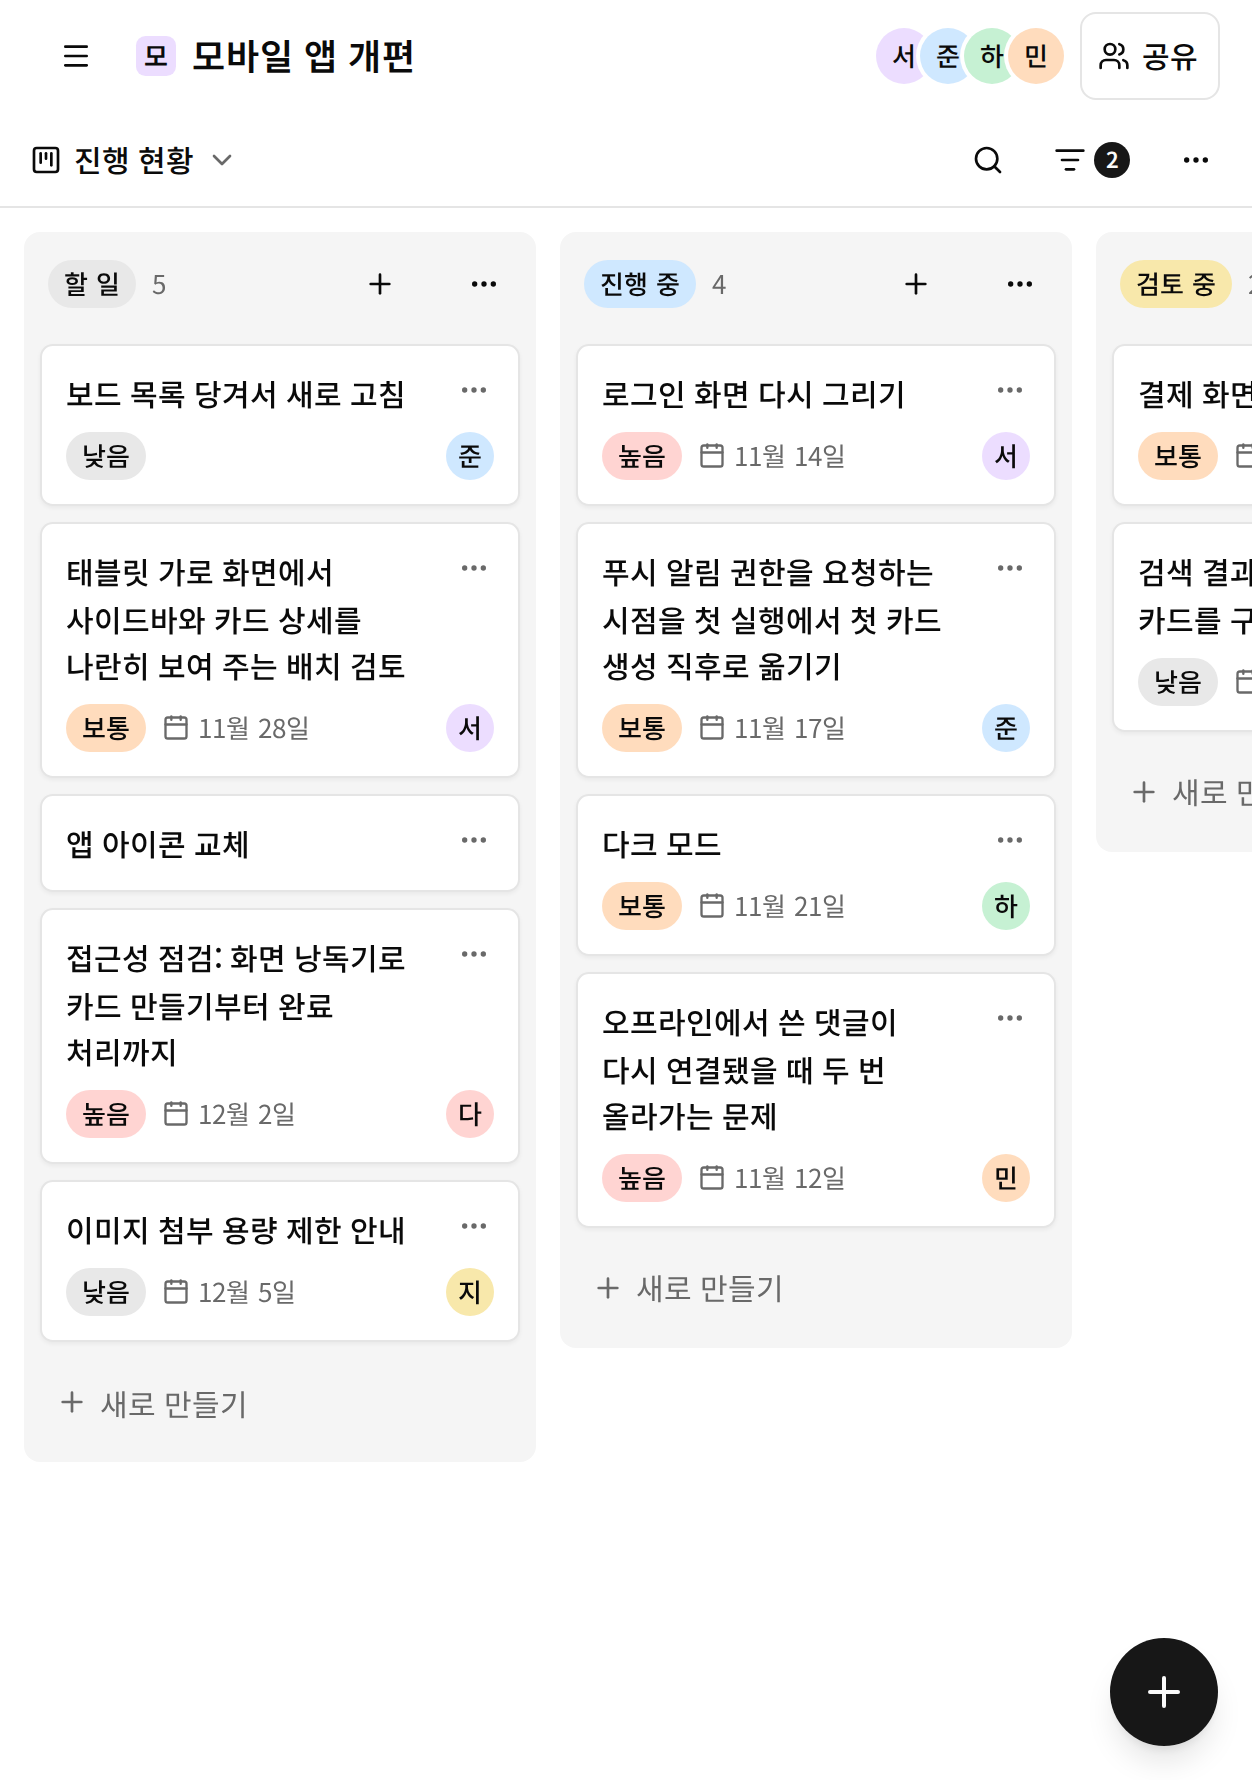 모 모바일 앱 개편
서 준 하 민 공유
진행 현황
2
할 일 5
보드 목록 당겨서 새로 고침
낮음 준
태블릿 가로 화면에서
사이드바와 카드 상세를
나란히 보여 주는 배치 검토
보통 11월 28일 서
앱 아이콘 교체
접근성 점검: 화면 낭독기로
카드 만들기부터 완료
처리까지
높음 12월 2일 다
이미지 첨부 용량 제한 안내
낮음 12월 5일 지
새로 만들기
진행 중 4
로그인 화면 다시 그리기
높음 11월 14일 서
푸시 알림 권한을 요청하는
시점을 첫 실행에서 첫 카드
생성 직후로 옮기기
보통 11월 17일 준
다크 모드
보통 11월 21일 하
오프라인에서 쓴 댓글이
다시 연결됐을 때 두 번
올라가는 문제
높음 11월 12일 민
새로 만들기
검토 중
결제 화면
보통
검색 결과
카드를
낮음
새로